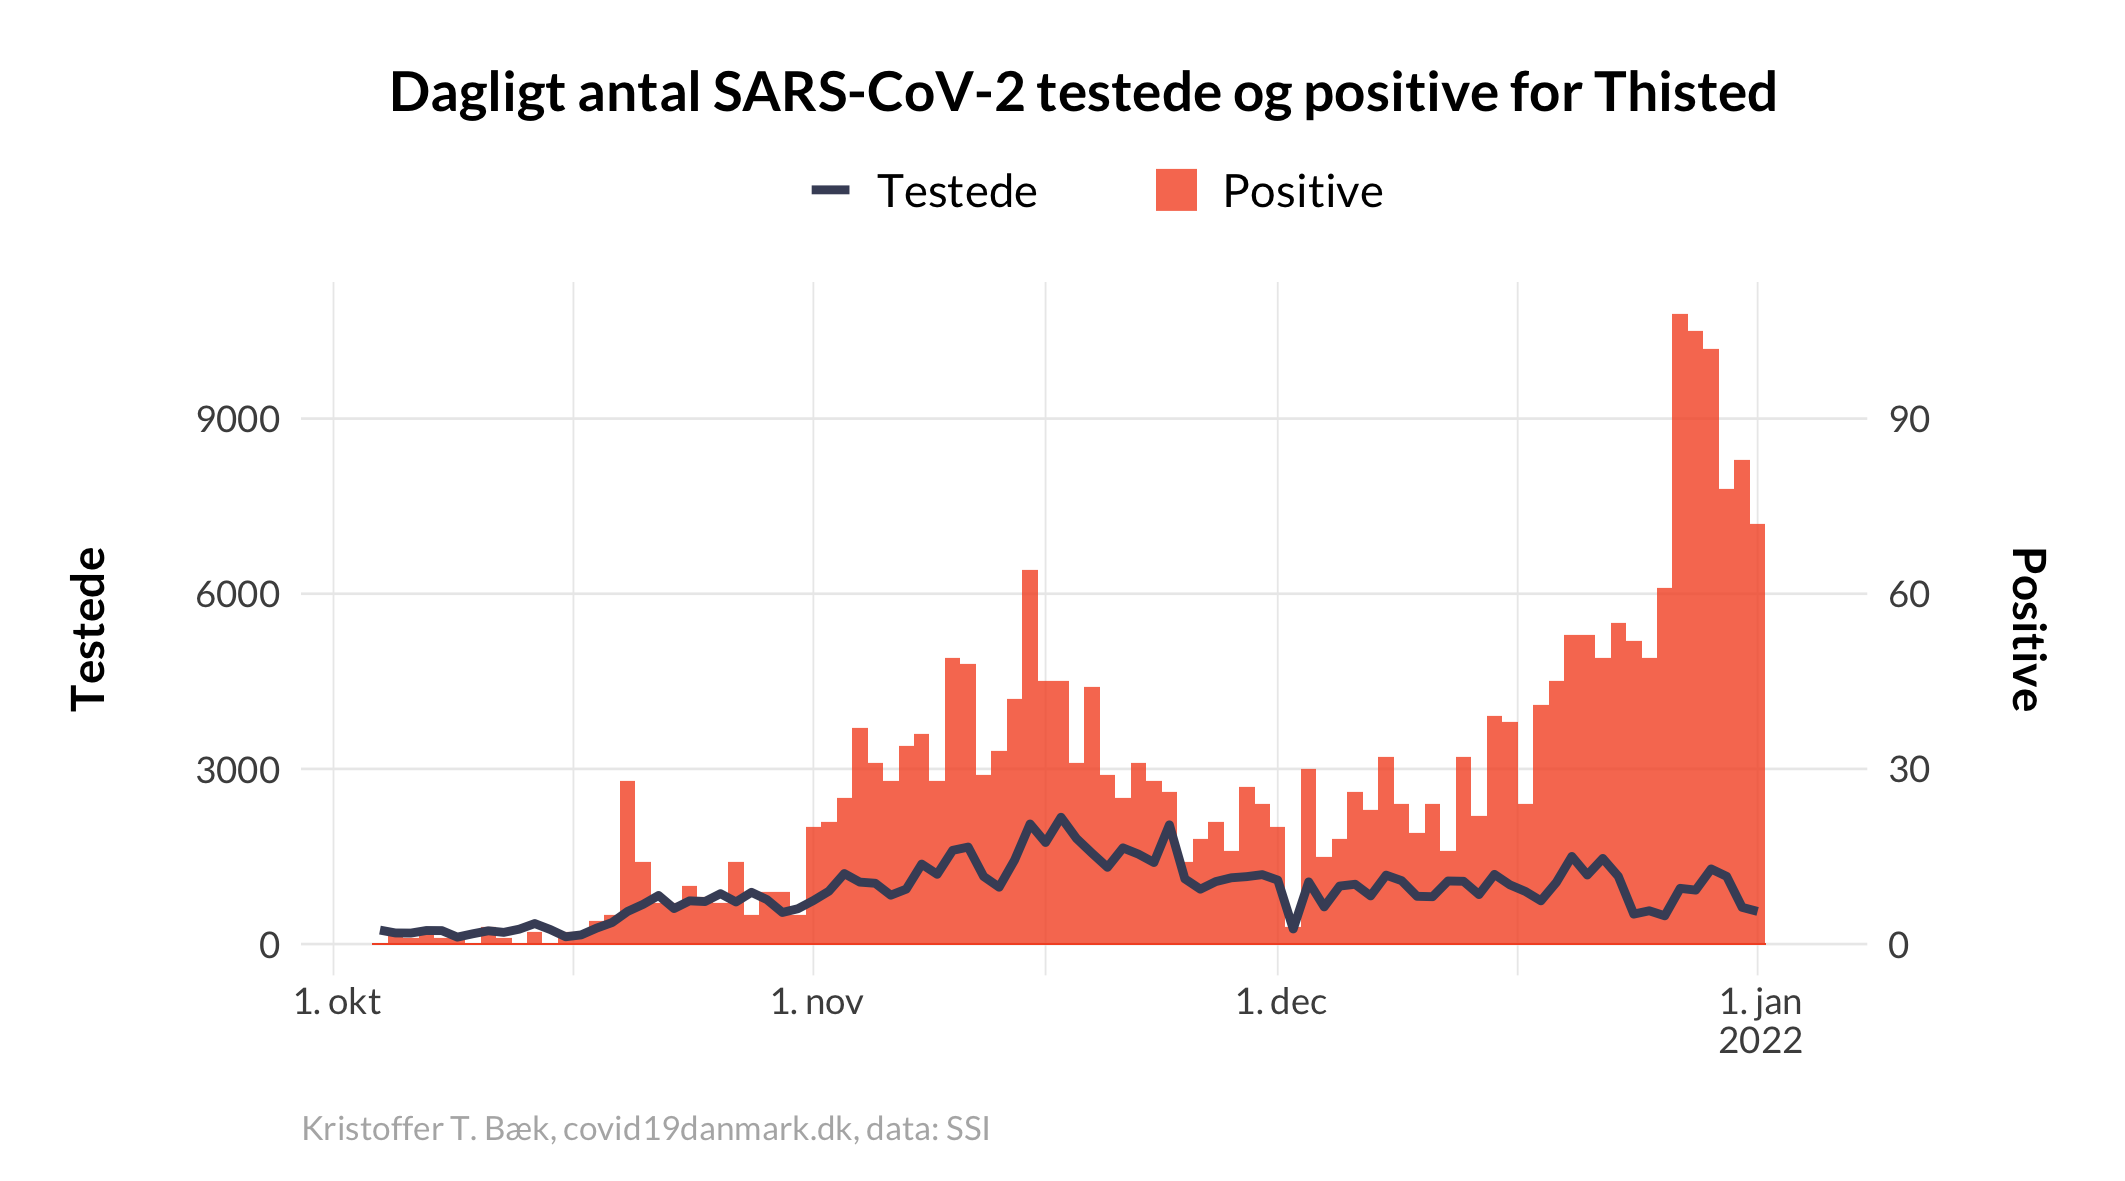 Dagligt antal SARS-CoV-2 testede og positive for Thisted
Testede Positive
9000 90
6000 60
3000 30
0 0
Testede
Positive
1. okt 1. nov 1. dec 1. jan
2022
Kristoffer T. Bæk, covid19danmark.dk, data: SSI